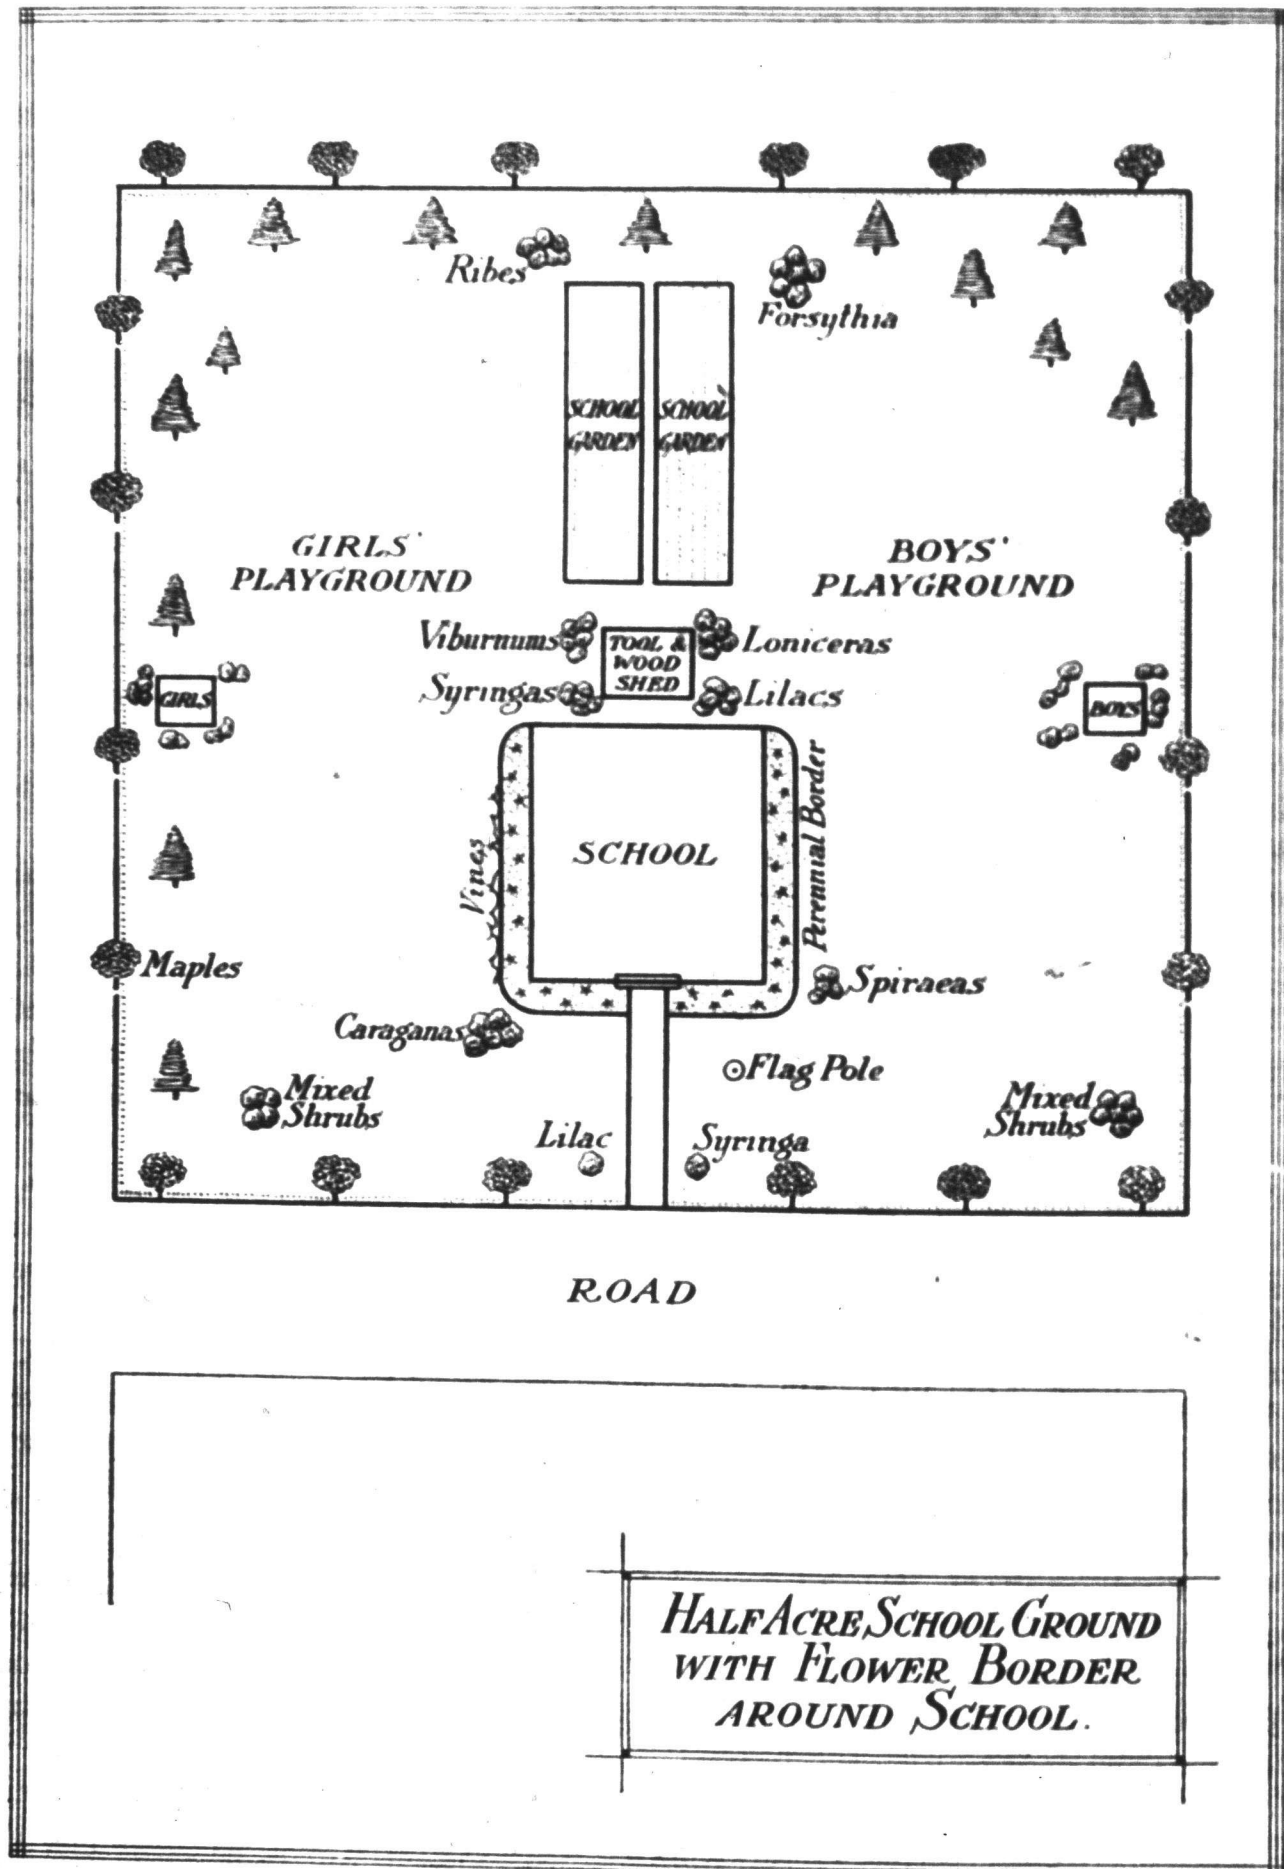 Ribes
Forsythia
SCHOOL
GARDEN
SCHOOL
GARDEN
GIRLS'
PLAYGROUND
BOYS'
PLAYGROUND
Viburnums
TOOL &
WOOD
SHED
Loniceras
Syringas
Lilacs
GIRLS
BOYS
Vines
SCHOOL
Perennial Border
Maples
Spiraeas
Caraganas
Flag Pole
Mixed
Shrubs
Mixed
Shrubs
Lilac
Syringa
ROAD
HALF ACRE SCHOOL GROUND
WITH FLOWER BORDER
AROUND SCHOOL.